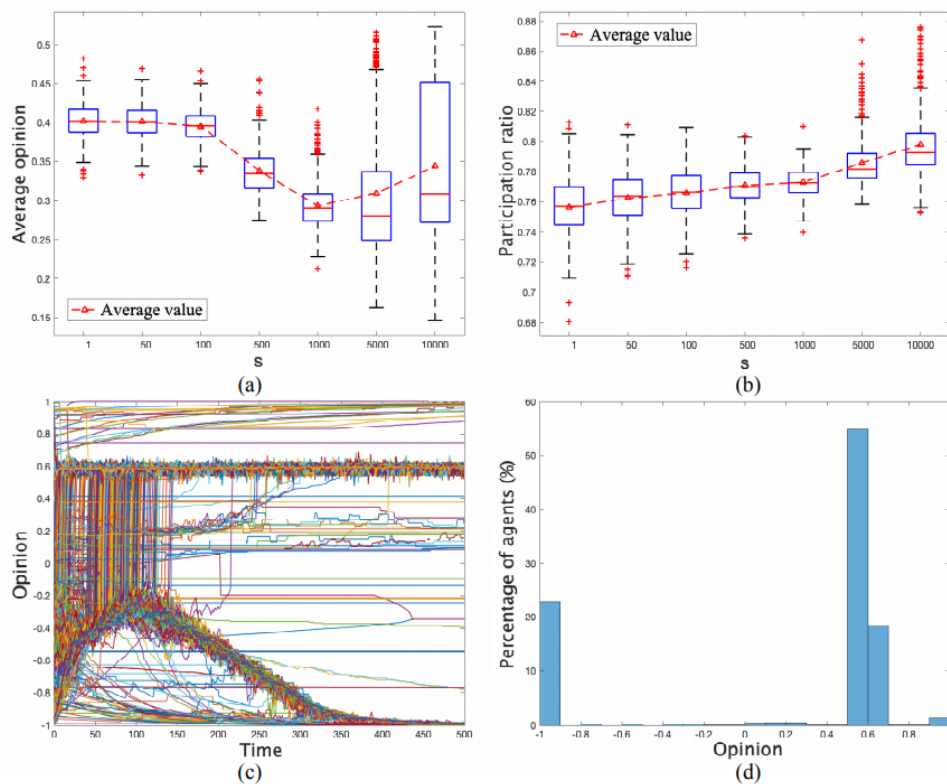 Average opinion
0.5
0.45
0.4
0.35
0.3
0.25
0.2
0.15
Average value
1 50 100 500 1000 5000 10000
s
(a)
Participation ratio
0.88
0.86
0.84
0.82
0.8
0.78
0.76
0.74
0.72
0.7
0.68
Average value
1 50 100 500 1000 5000 10000
s
(b)
Opinion
1
0.8
0.6
0.4
0.2
0
-0.2
-0.4
-0.6
-0.8
-1
0 50 100 150 200 250 300 350 400 450 500
Time
(c)
Percentage of agents (%)
60
50
40
30
20
10
0
-1 -0.8 -0.6 -0.4 -0.2 0 0.2 0.4 0.6 0.8
Opinion
(d)